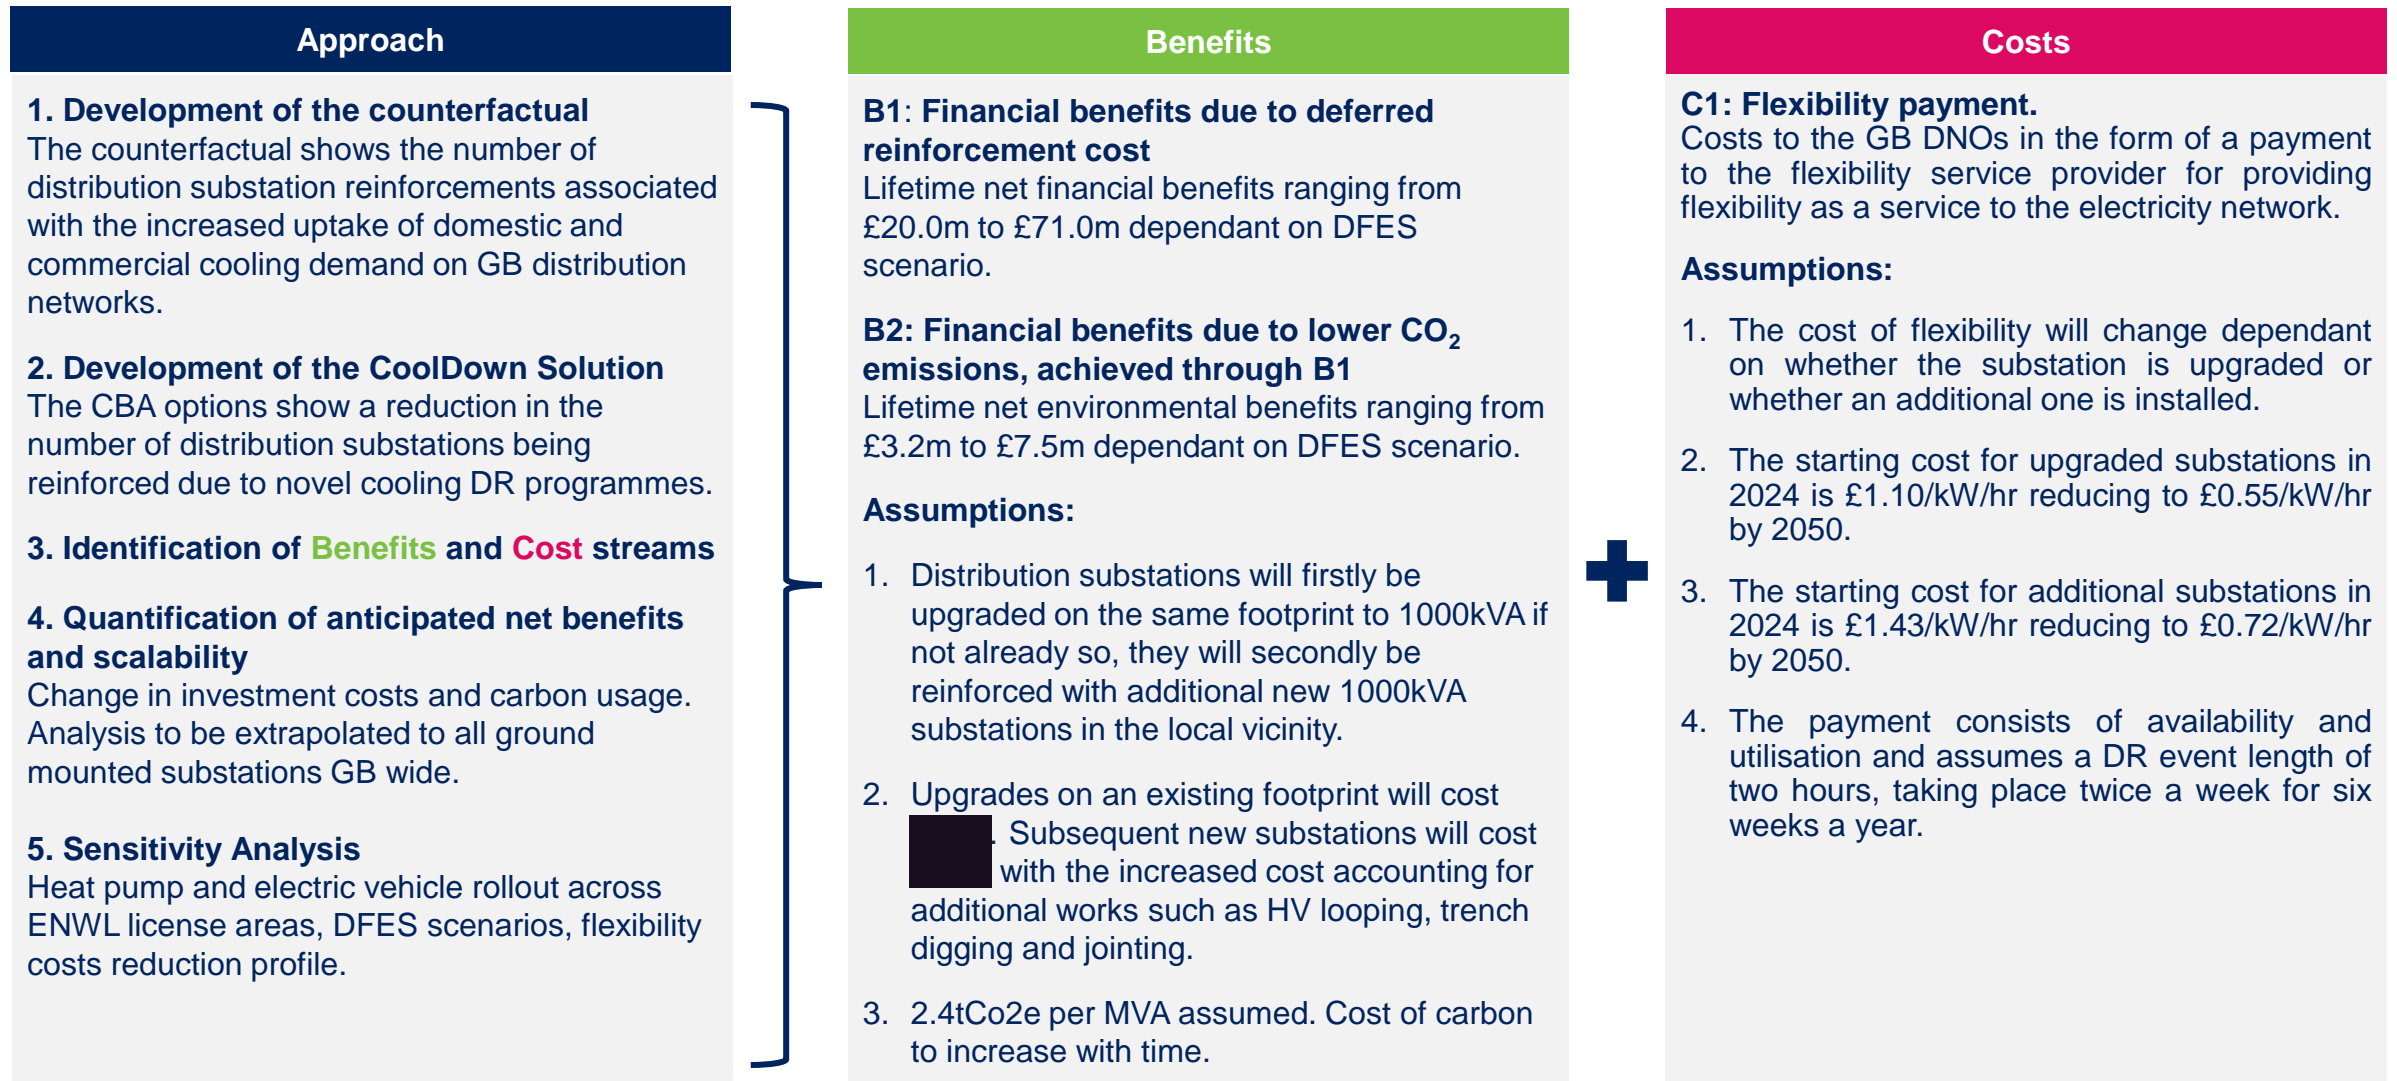 Approach
1. Development of the counterfactual
The counterfactual shows the number of
distribution substation reinforcements associated
with the increased uptake of domestic and
commercial cooling demand on GB distribution
networks.
2. Development of the CoolDown Solution
The CBA options show a reduction in the
number of distribution substations being
reinforced due to novel cooling DR programmes.
3. Identification of Benefits and Cost streams
4. Quantification of anticipated net benefits
and scalability
Change in investment costs and carbon usage.
Analysis to be extrapolated to all ground
mounted substations GB wide.
5. Sensitivity Analysis
Heat pump and electric vehicle rollout across
ENWL license areas, DFES scenarios, flexibility
costs reduction profile.
Benefits
B1: Financial benefits due to deferred
reinforcement cost
Lifetime net financial benefits ranging from
£20.0m to £71.0m dependant on DFES
scenario.
B2: Financial benefits due to lower CO₂
emissions, achieved through B1
Lifetime net environmental benefits ranging from
£3.2m to £7.5m dependant on DFES scenario.
Assumptions:
1. Distribution substations will firstly be
upgraded on the same footprint to 1000kVA if
not already so, they will secondly be
reinforced with additional new 1000kVA
substations in the local vicinity.
2. Upgrades on an existing footprint will cost
. Subsequent new substations will cost
with the increased cost accounting for
additional works such as HV looping, trench
digging and jointing.
3. 2.4tCo2e per MVA assumed. Cost of carbon
to increase with time.
Costs
C1: Flexibility payment.
Costs to the GB DNOs in the form of a payment
to the flexibility service provider for providing
flexibility as a service to the electricity network.
Assumptions:
1. The cost of flexibility will change dependant
on whether the substation is upgraded or
whether an additional one is installed.
2. The starting cost for upgraded substations in
2024 is £1.10/kW/hr reducing to £0.55/kW/hr
by 2050.
3. The starting cost for additional substations in
2024 is £1.43/kW/hr reducing to £0.72/kW/hr
by 2050.
4. The payment consists of availability and
utilisation and assumes a DR event length of
two hours, taking place twice a week for six
weeks a year.